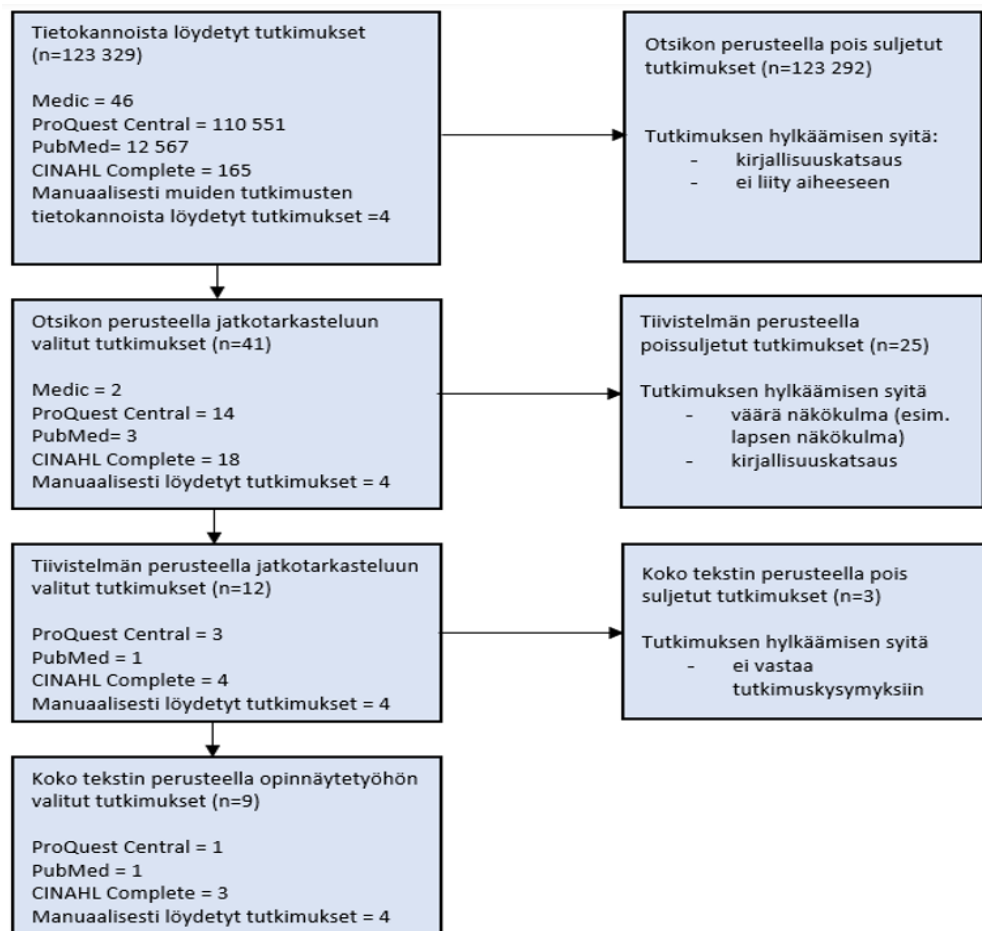 Tietokannoista löydetyt tutkimukset
(n=123 329)
Medic = 46
ProQuest Central = 110 551
PubMed= 12 567
CINAHL Complete = 165
Manuaalisesti muiden tutkimusten
tietokannoista löydetyt tutkimukset =4
Otsikon perusteella pois suljetut
tutkimukset (n=123 292)
Tutkimuksen hylkäämisen syitä:
- kirjallisuuskatsaus
- ei liity aiheeseen
Otsikon perusteella jatkotarkasteluun
valitut tutkimukset (n=41)
Medic = 2
ProQuest Central = 14
PubMed= 3
CINAHL Complete = 18
Manuaalisesti löydetyt tutkimukset = 4
Tiivistelmän perusteella
poissuljetut tutkimukset (n=25)
Tutkimuksen hylkäämisen syitä
- väärä näkökulma (esim.
lapsen näkökulma)
- kirjallisuuskatsaus
Tiivistelmän perusteella jatkotarkasteluun
valitut tutkimukset (n=12)
ProQuest Central = 3
PubMed = 1
CINAHL Complete = 4
Manuaalisesti löydetyt tutkimukset = 4
Koko tekstin perusteella pois
suljetut tutkimukset (n=3)
Tutkimuksen hylkäämisen syitä
- ei vastaa
tutkimuskysymyksiin
Koko tekstin perusteella opinnäytetyöhön
valitut tutkimukset (n=9)
ProQuest Central = 1
PubMed = 1
CINAHL Complete = 3
Manuaalisesti löydetyt tutkimukset = 4